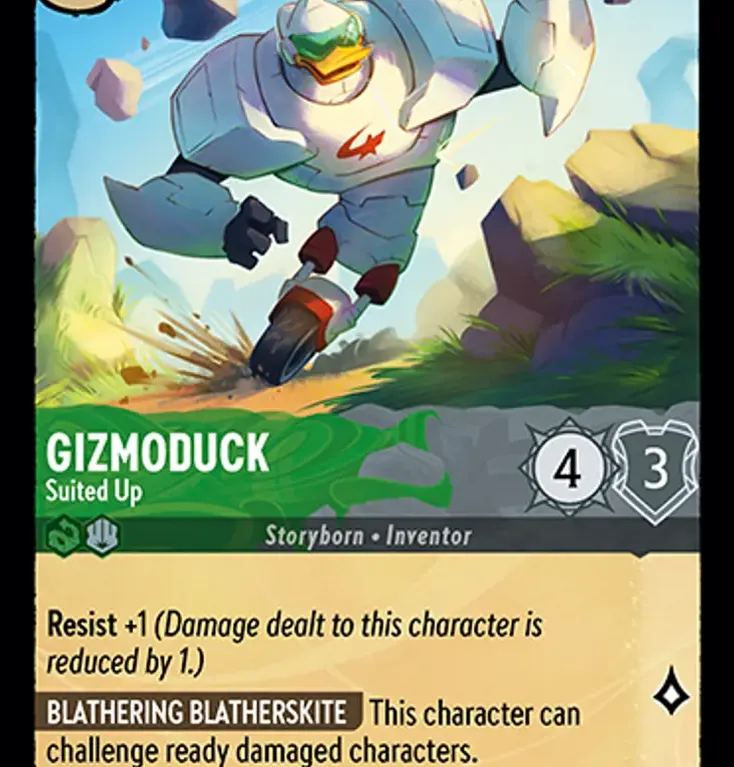 GIZMODUCK
Suited Up
4
3
Storyborn • Inventor
Resist +1 (Damage dealt to this character is
reduced by 1.)
BLATHERING BLATHERSKITE This character can
challenge ready damaged characters.